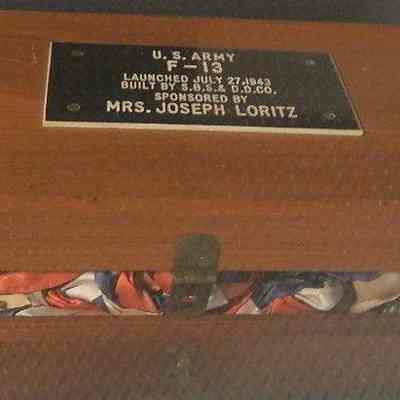 U.S. ARMY
F-13
LAUNCHED JULY 27, 1943
BUILT BY S.B.S. & D.D.CO.
SPONSORED BY
MRS. JOSEPH LORITZ